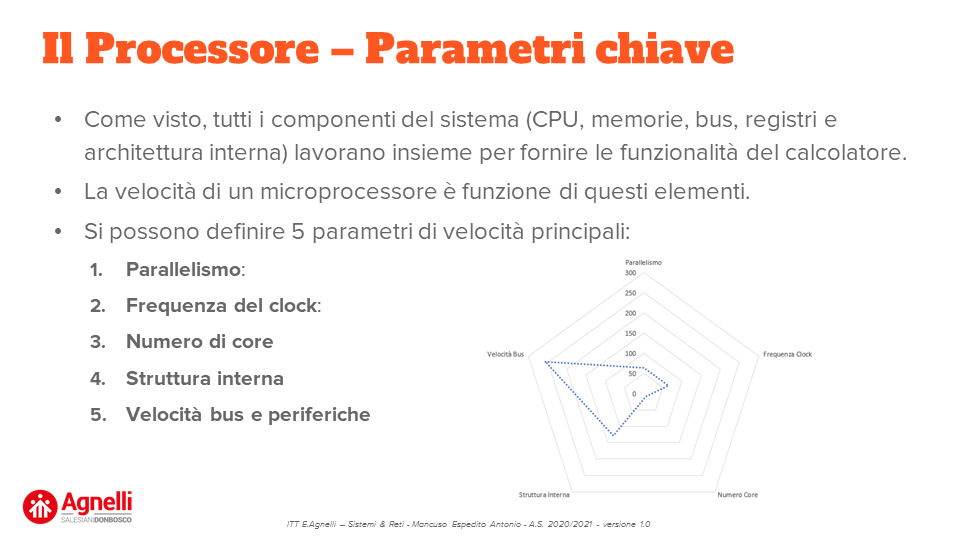 Il Processore – Parametri chiave
• Come visto, tutti i componenti del sistema (CPU, memorie, bus, registri e
architettura interna) lavorano insieme per fornire le funzionalità del calcolatore.
• La velocità di un microprocessore è funzione di questi elementi.
• Si possono definire 5 parametri di velocità principali:
1. Parallelismo:
2. Frequenza del clock:
3. Numero di core
4. Struttura interna
5. Velocità bus e periferiche
Parallelismo
300
250
200
150
100
50
0
Velocità Bus
Frequenza Clock
Struttura Interna
Numero Core
Agnelli
SALESIANIDONBOSCO
ITT E.Agnelli – Sistemi & Reti - Mancuso Espedito Antonio - A.S. 2020/2021 - versione 1.0